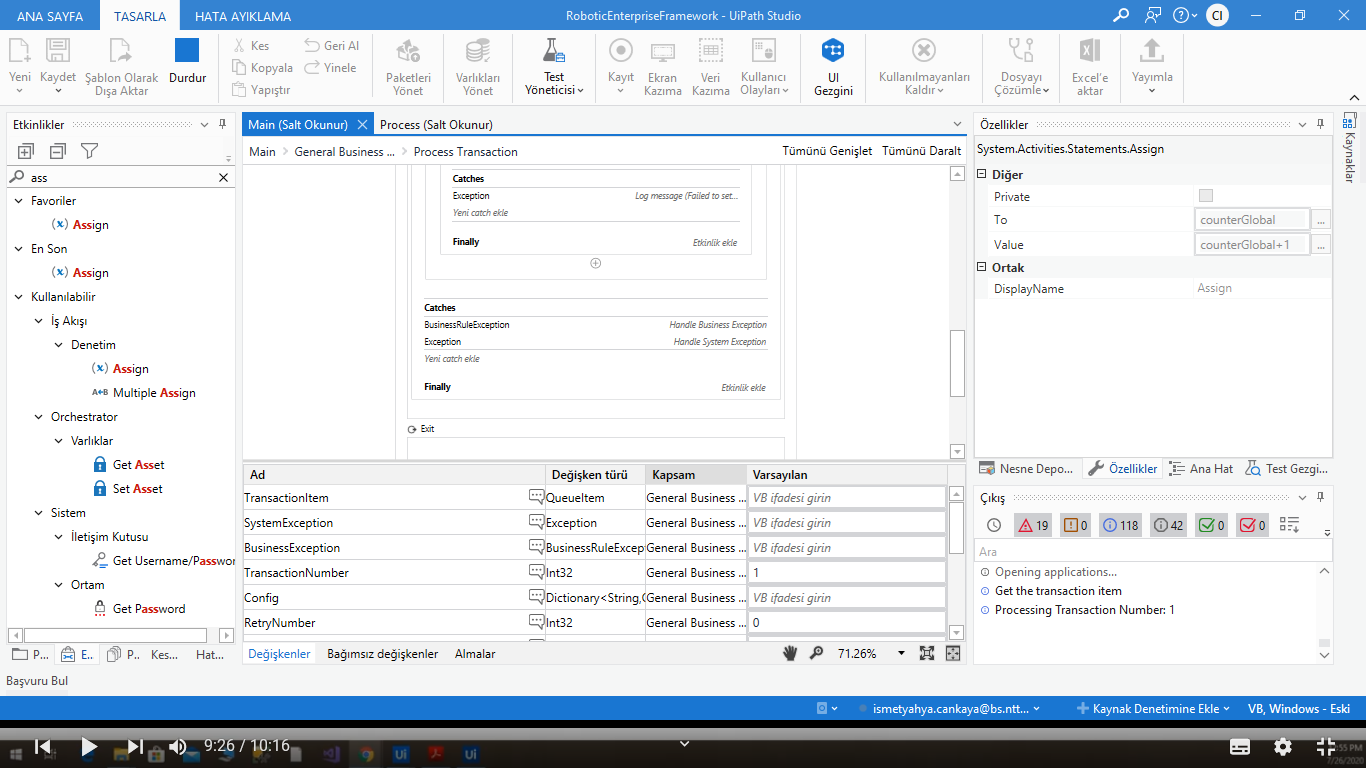 ANA SAYFA TASARLA HATA AYIKLAMA RoboticEnterpriseFramework - UiPath Studio CI
Yeni Kaydet Şablon Olarak Dışa Aktar Durdur Kes Kopyala Yapıştır Geri Al Yinele Paketleri Yönet Varlıkları Yönet Test Yöneticisi Kayıt Ekran Kazıma Veri Kazıma Kullanıcı Olayları UI Gezgini Kullanılmayanları Kaldır Dosyayı Çözümle Excel'e aktar Yayımla
Etkinlikler
ass
Favoriler
(x) Assign
En Son
(x) Assign
Kullanılabilir
İş Akışı
Denetim
(x) Assign
A+B Multiple Assign
Orchestrator
Varlıklar
Get Asset
Set Asset
Sistem
İletişim Kutusu
Get Username/Passwor
Ortam
Get Password
P... E.. P.. Kes... Hat...
Başvuru Bul
Main (Salt Okunur) Process (Salt Okunur)
Main General Business ... Process Transaction Tümünü Genişlet Tümünü Daralt
Catches
Exception Log message (Failed to set...
Yeni catch ekle
Finally Etkinlik ekle
Catches
BusinessRuleException Handle Business Exception
Exception Handle System Exception
Yeni catch ekle
Finally Etkinlik ekle
Exit
Ad Değişken türü Kapsam Varsayılan
TransactionItem QueueItem General Business ... VB ifadesi girin
SystemException Exception General Business ... VB ifadesi girin
BusinessException BusinessRuleExcep General Business ... VB ifadesi girin
TransactionNumber Int32 General Business ... 1
Config Dictionary<String,O General Business ... VB ifadesi girin
RetryNumber Int32 General Business ... 0
Değişkenler Bağımsız değişkenler Almalar 71.26%
Özellikler
System.Activities.Statements.Assign
Diğer
Private
To counterGlobal ...
Value counterGlobal+1 ...
Ortak
DisplayName Assign
Nesne Depo... Özellikler Ana Hat Test Gezgi...
Çıkış
19 0 118 42 0 0
Ara
Opening applications...
Get the transaction item
Processing Transaction Number: 1
Kaynaklar
ismetyahya.cankaya@bs.ntt... Kaynak Denetimine Ekle VB, Windows - Eski
9:26 / 10:16
:55 PM
7/26/2020